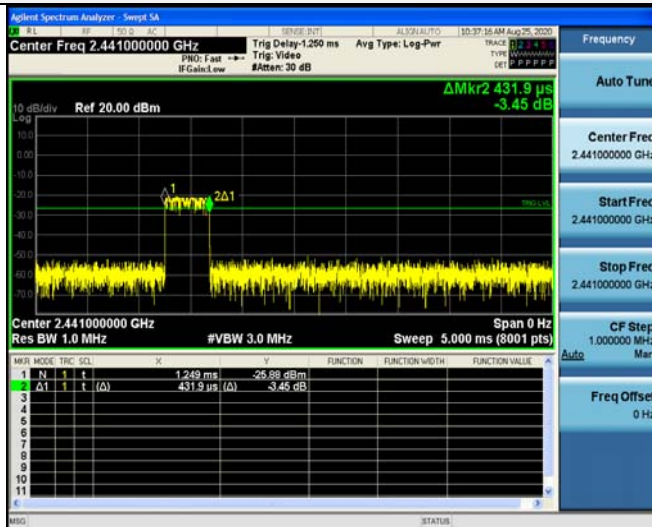 Agilent Spectrum Analyzer - Swept SA
RL RF 50 Ω AC SENSE:INT ALIGNAUTO 10:37:16 AM Aug 25, 2020
Center Freq 2.441000000 GHz Trig Delay-1.250 ms Avg Type: Log-Pwr TRACE 1 2 3 4 5 6
PNO: Fast Trig: Video TYPE
IFGain:Low #Atten: 30 dB DET P P P P P P
ΔMkr2 431.9 µs
10 dB/div Ref 20.00 dBm -3.45 dB
Log
10.0
0.00
-10.0
1
-20.0
2Δ1
TRIG LVL
-30.0
-40.0
-50.0
-60.0
-70.0
Center 2.441000000 GHz Span 0 Hz
Res BW 1.0 MHz #VBW 3.0 MHz Sweep 5.000 ms (8001 pts)
MKR MODE TRC SCL X Y FUNCTION FUNCTION WIDTH FUNCTION VALUE
1 N 1 t 1.249 ms -25.88 dBm
2 Δ1 1 t (Δ) 431.9 µs (Δ) -3.45 dB
3
4
5
6
7
8
9
10
11
MSG STATUS
Frequency
Auto Tune
Center Freq
2.441000000 GHz
Start Freq
2.441000000 GHz
Stop Freq
2.441000000 GHz
CF Step
1.000000 MHz
Auto Man
Freq Offset
0 Hz